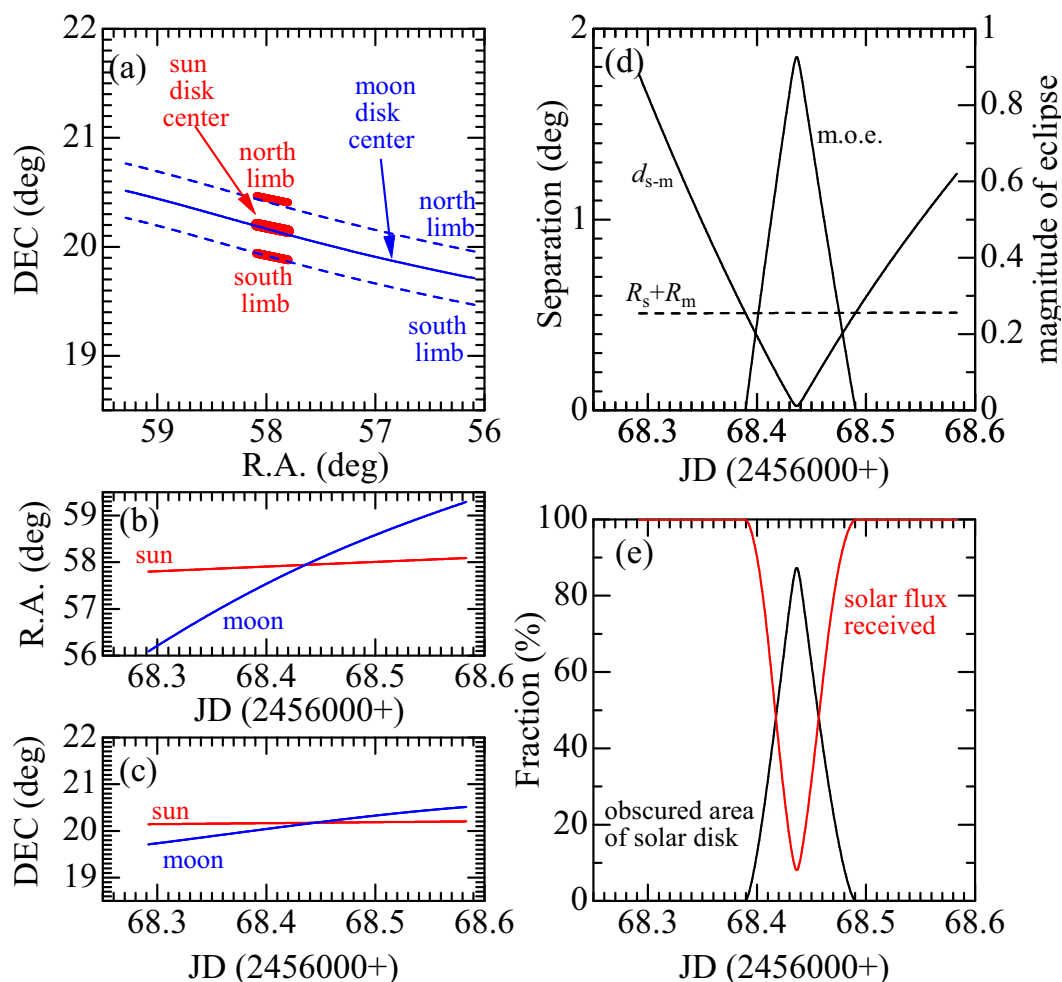 (a)
22
21
20
19
59
58
57
56
DEC (deg)
R.A. (deg)
sun
disk
center
moon
disk
center
north
limb
north
limb
south
limb
south
limb
(b)
59
58
57
56
R.A. (deg)
sun
moon
68.3
68.4
68.5
68.6
JD (2456000+)
(c)
22
21
20
19
DEC (deg)
sun
moon
68.3
68.4
68.5
68.6
JD (2456000+)
(d)
2
1
0
Separation (deg)
1
0.8
0.6
0.4
0.2
0
magnitude of eclipse
m.o.e.
ds-m
Rs+Rm
68.3
68.4
68.5
68.6
JD (2456000+)
(e)
100
80
60
40
20
0
Fraction (%)
solar flux
received
obscured area
of solar disk
68.3
68.4
68.5
68.6
JD (2456000+)